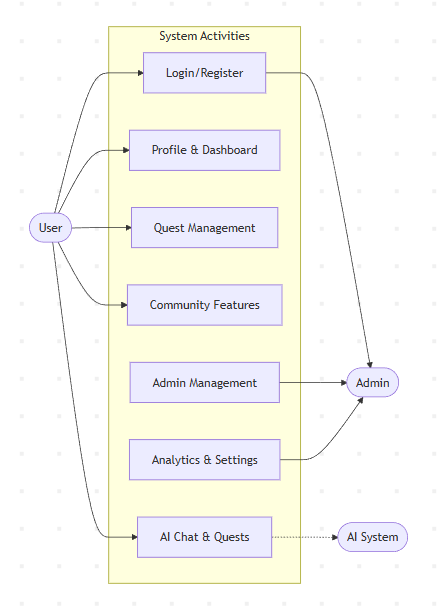 System Activities
Login/Register
Profile & Dashboard
User
Quest Management
Community Features
Admin Management
Admin
Analytics & Settings
AI Chat & Quests
AI System